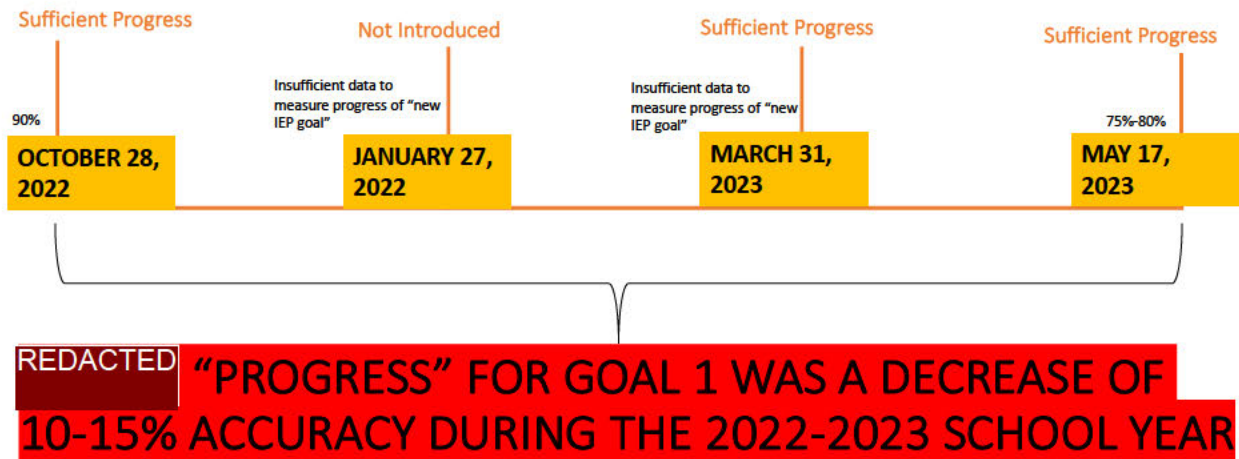 Sufficient Progress
Not Introduced
Sufficient Progress
Sufficient Progress
90%
Insufficient data to
measure progress of “new
IEP goal”
Insufficient data to
measure progress of “new
IEP goal”
75%-80%
OCTOBER 28,
2022
JANUARY 27,
2022
MARCH 31,
2023
MAY 17,
2023
REDACTED “PROGRESS” FOR GOAL 1 WAS A DECREASE OF
10-15% ACCURACY DURING THE 2022-2023 SCHOOL YEAR